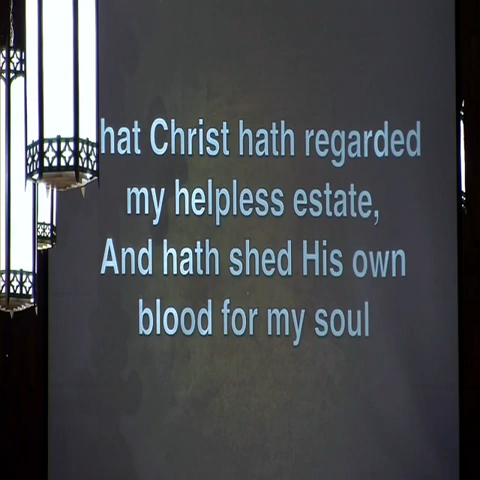 hat Christ hath regarded
my helpless estate,
And hath shed His own
blood for my soul